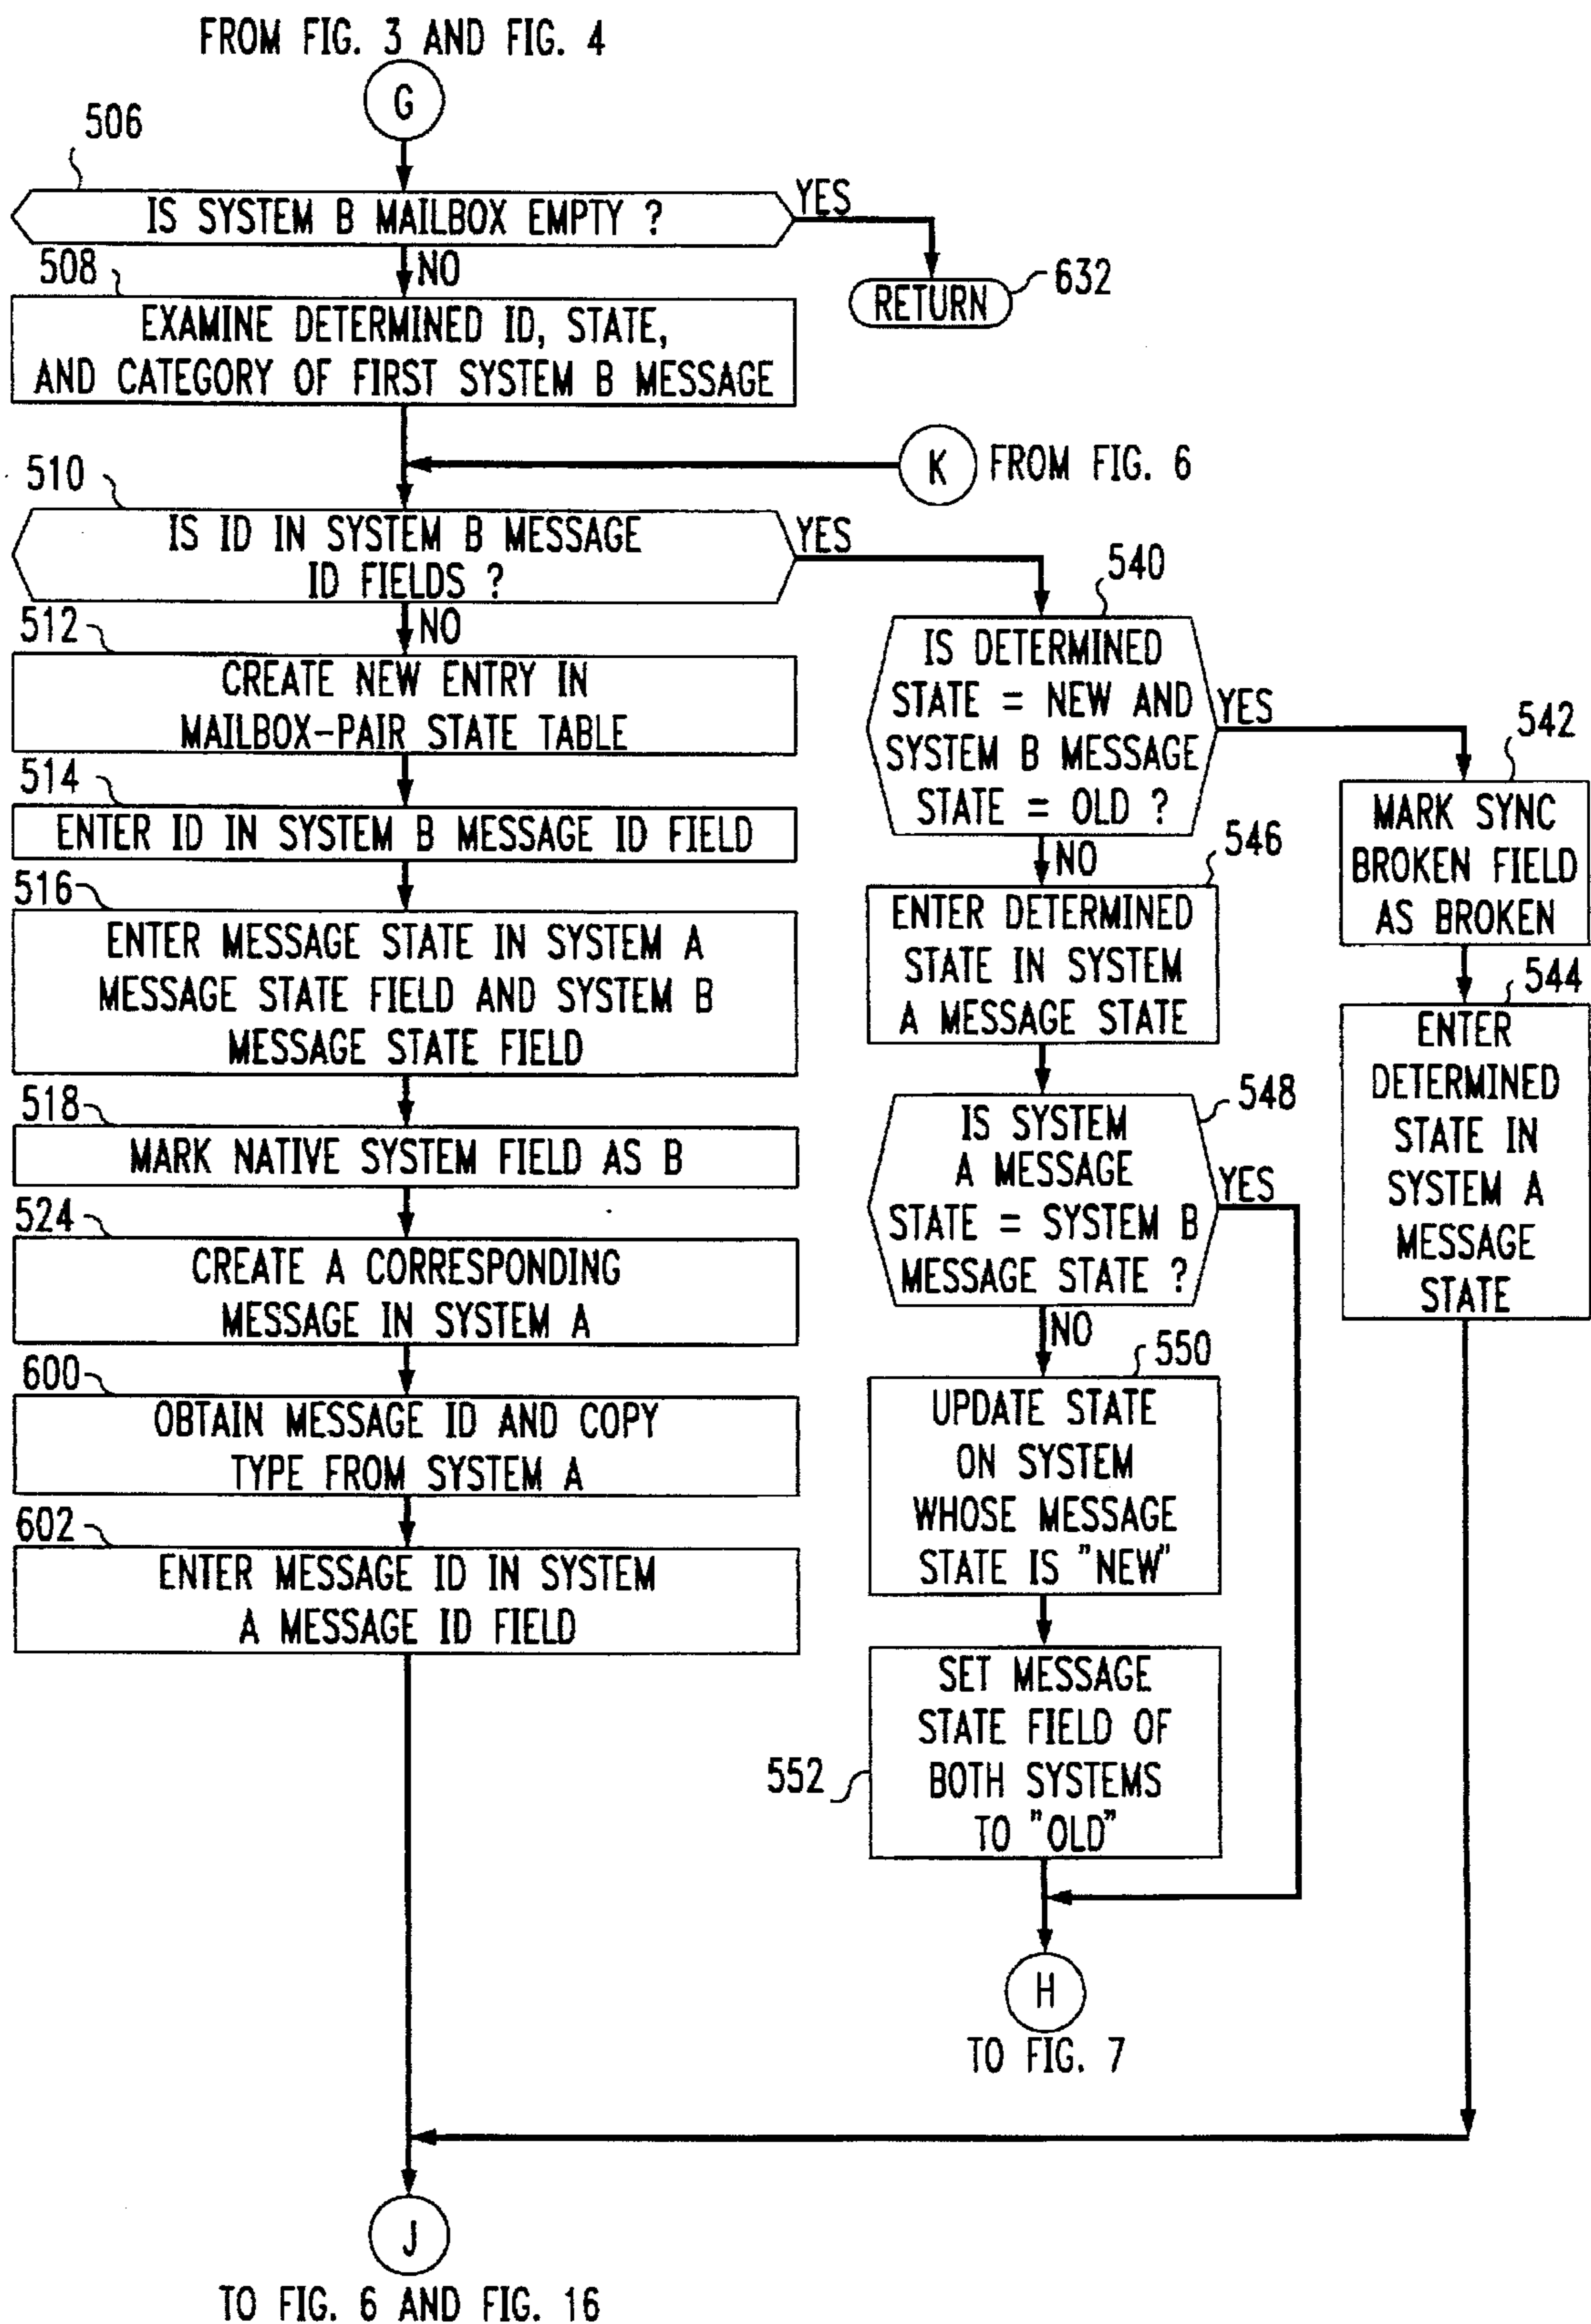 FROM FIG. 3 AND FIG. 4
G
506
IS SYSTEM B MAILBOX EMPTY ?
YES
NO
632
RETURN
508
EXAMINE DETERMINED ID, STATE,
AND CATEGORY OF FIRST SYSTEM B MESSAGE
K
FROM FIG. 6
510
IS ID IN SYSTEM B MESSAGE
ID FIELDS ?
YES
NO
512
CREATE NEW ENTRY IN
MAILBOX-PAIR STATE TABLE
514
ENTER ID IN SYSTEM B MESSAGE ID FIELD
516
ENTER MESSAGE STATE IN SYSTEM A
MESSAGE STATE FIELD AND SYSTEM B
MESSAGE STATE FIELD
518
MARK NATIVE SYSTEM FIELD AS B
524
CREATE A CORRESPONDING
MESSAGE IN SYSTEM A
600
OBTAIN MESSAGE ID AND COPY
TYPE FROM SYSTEM A
602
ENTER MESSAGE ID IN SYSTEM
A MESSAGE ID FIELD
540
IS DETERMINED
STATE = NEW AND
SYSTEM B MESSAGE
STATE = OLD ?
YES
NO
546
ENTER DETERMINED
STATE IN SYSTEM
A MESSAGE STATE
548
IS SYSTEM
A MESSAGE
STATE = SYSTEM B
MESSAGE STATE ?
YES
NO
550
UPDATE STATE
ON SYSTEM
WHOSE MESSAGE
STATE IS "NEW"
552
SET MESSAGE
STATE FIELD OF
BOTH SYSTEMS
TO "OLD"
H
TO FIG. 7
542
MARK SYNC
BROKEN FIELD
AS BROKEN
544
ENTER
DETERMINED
STATE IN
SYSTEM A
MESSAGE
STATE
J
TO FIG. 6 AND FIG. 16